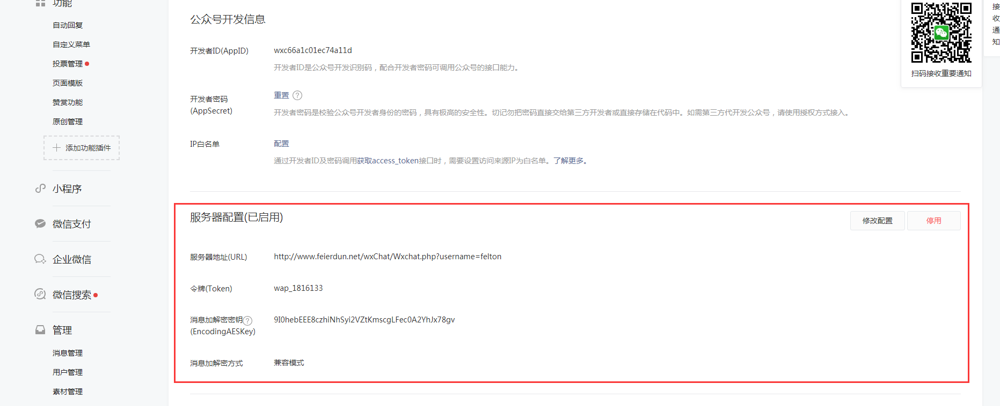 功能
自动回复
自定义菜单
投票管理
页面模版
赞赏功能
原创管理
添加功能插件
小程序
微信支付
企业微信
微信搜索
管理
消息管理
用户管理
素材管理
公众号开发信息
开发者ID(AppID)
wxc66a1c01ec74a11d
开发者ID是公众号开发识别码，配合开发者密码可调用公众号的接口能力。
开发者密码
(AppSecret)
重置 ?
开发者密码是校验公众号开发者身份的密码，具有极高的安全性。切记勿把密码直接交给第三方开发者或直接存储在代码中。如需第三方代开发公众号，请使用授权方式接入。
IP白名单
配置
通过开发者ID及密码调用获取access_token接口时，需要设置访问来源IP为白名单。了解更多。
服务器配置(已启用)
修改配置
停用
服务器地址(URL)
http://www.feierdun.net/wxChat/Wxchat.php?username=felton
令牌(Token)
wap_1816133
消息加解密密钥 ?
(EncodingAESKey)
9I0hebEEE8czhiNhSyi2VZtKmscgLFec0A2YhJx78gv
消息加解密方式
兼容模式
扫码接收重要通知
接
收
通
知